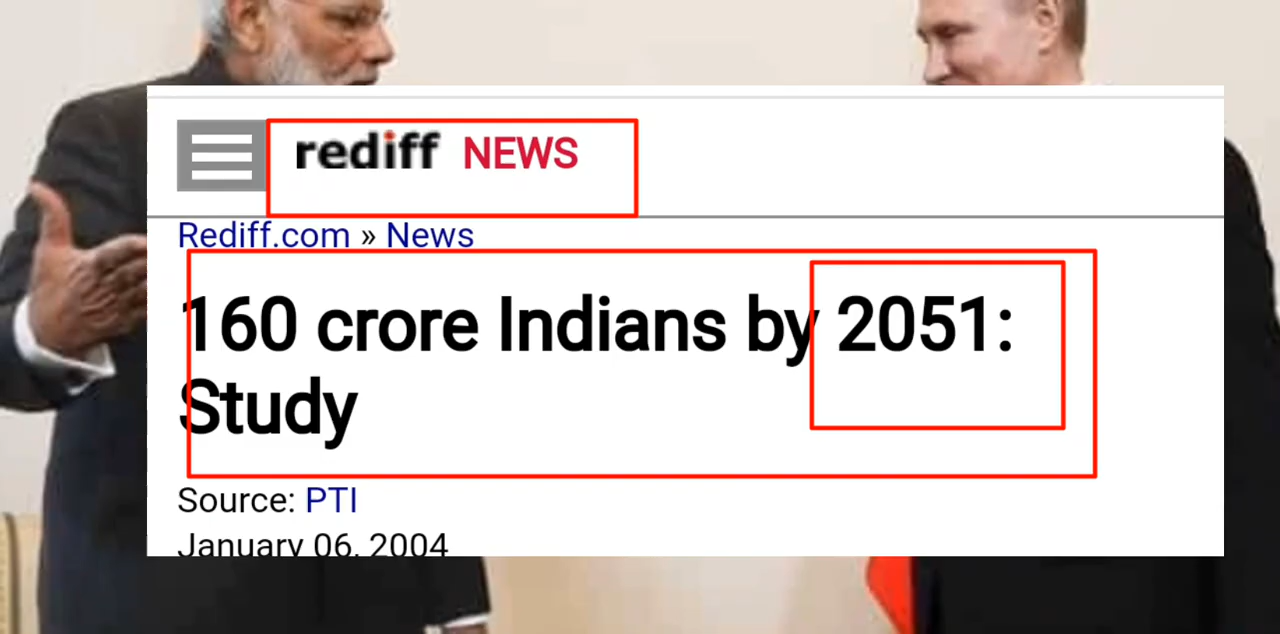 rediff NEWS
Rediff.com » News
160 crore Indians by 2051:
Study
Source: PTI
January 06, 2004